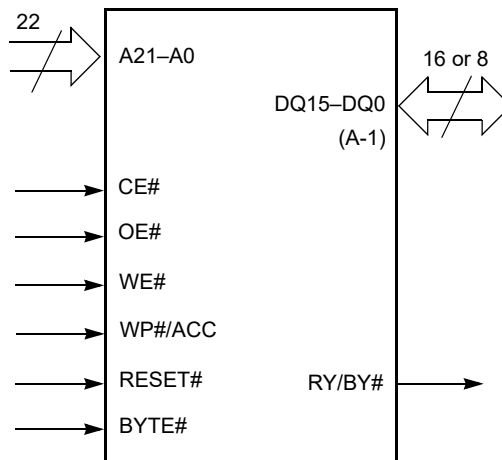 22
A21–A0
16 or 8
DQ15–DQ0
(A-1)
CE#
OE#
WE#
WP#/ACC
RESET#
RY/BY#
BYTE#